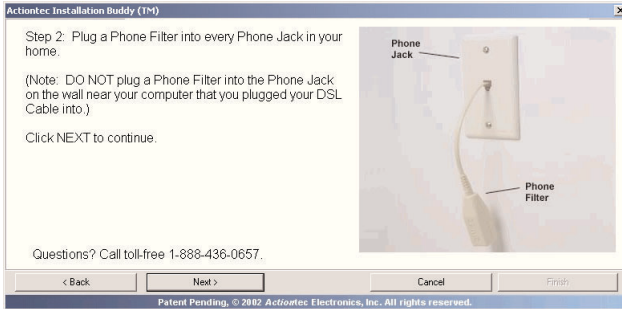 Actiontec Installation Buddy (TM)
Step 2: Plug a Phone Filter into every Phone Jack in your
home.
(Note: DO NOT plug a Phone Filter into the Phone Jack
on the wall near your computer that you plugged your DSL
Cable into.)
Click NEXT to continue.
Questions? Call toll-free 1-888-436-0657.
Phone
Jack
Phone
Filter
< Back
Next >
Cancel
Finish
Patent Pending, © 2002 Actiontec Electronics, Inc. All rights reserved.